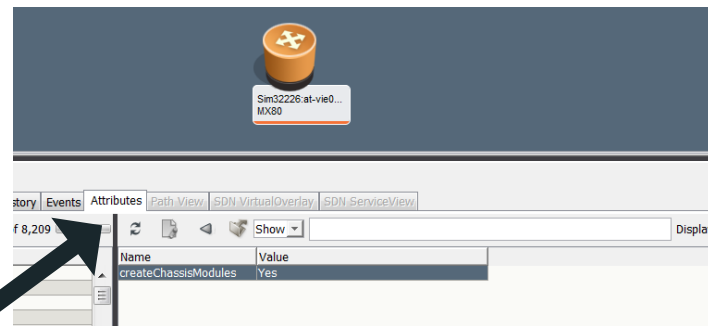 Sim32226:at-vie0...
MX80
story Events Attributes Path View SDN VirtualOverlay SDN ServiceView
of 8,209 Show Displa
Name Value
createChassisModules Yes